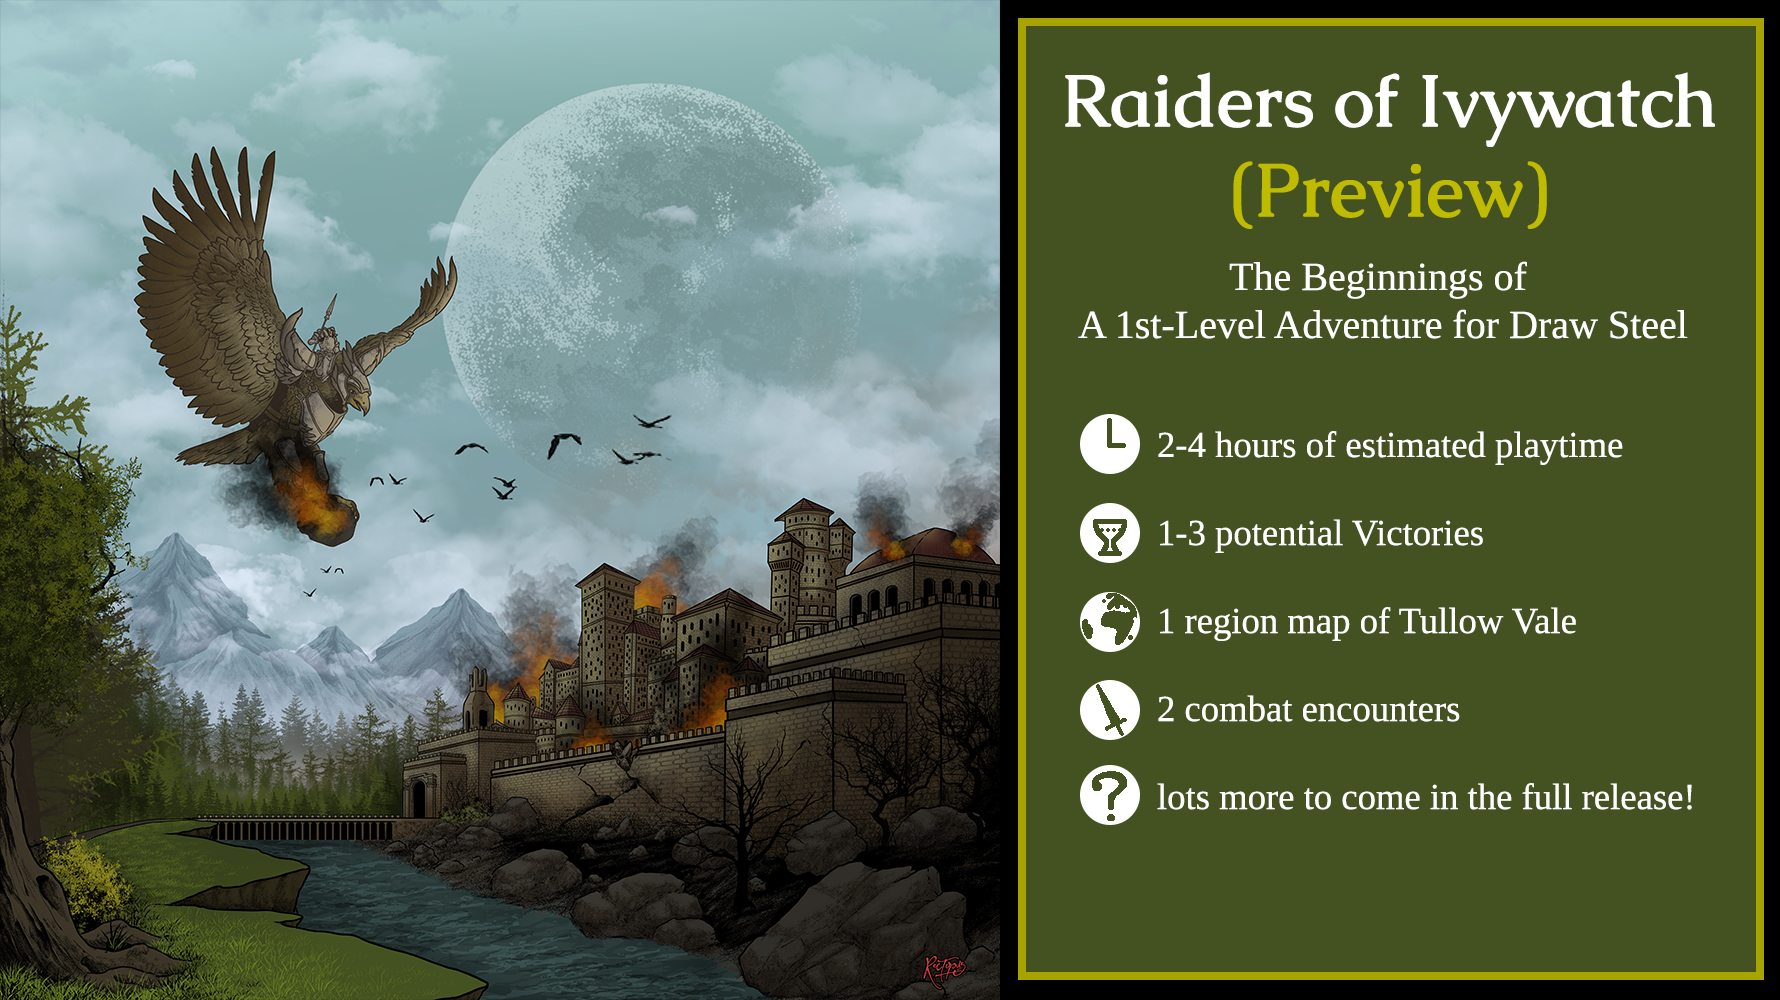 Raiders of Ivywatch
(Preview)
The Beginnings of
A 1st-Level Adventure for Draw Steel
2-4 hours of estimated playtime
1-3 potential Victories
1 region map of Tullow Vale
2 combat encounters
lots more to come in the full release!